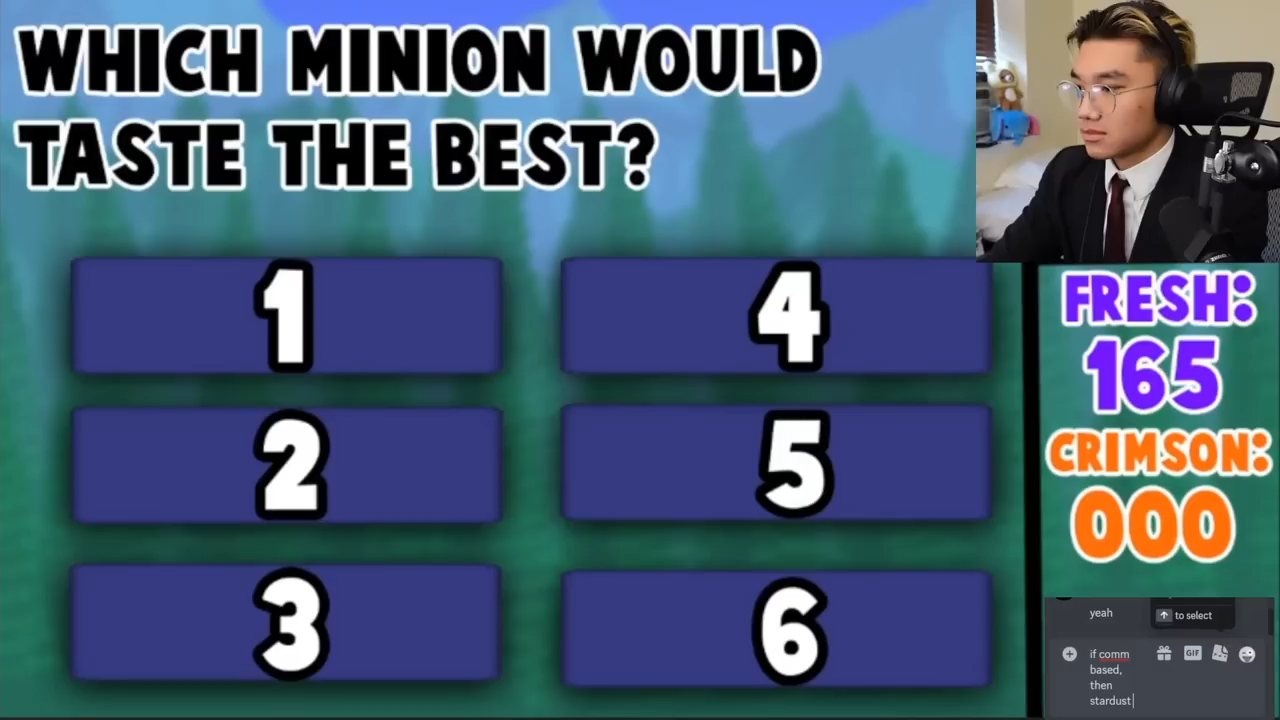 WHICH MINION WOULD
TASTE THE BEST?
1
4
2
5
3
6
FRESH:
165
CRIMSON:
000
yeah
to select
if comm
GIF
based,
then
stardust